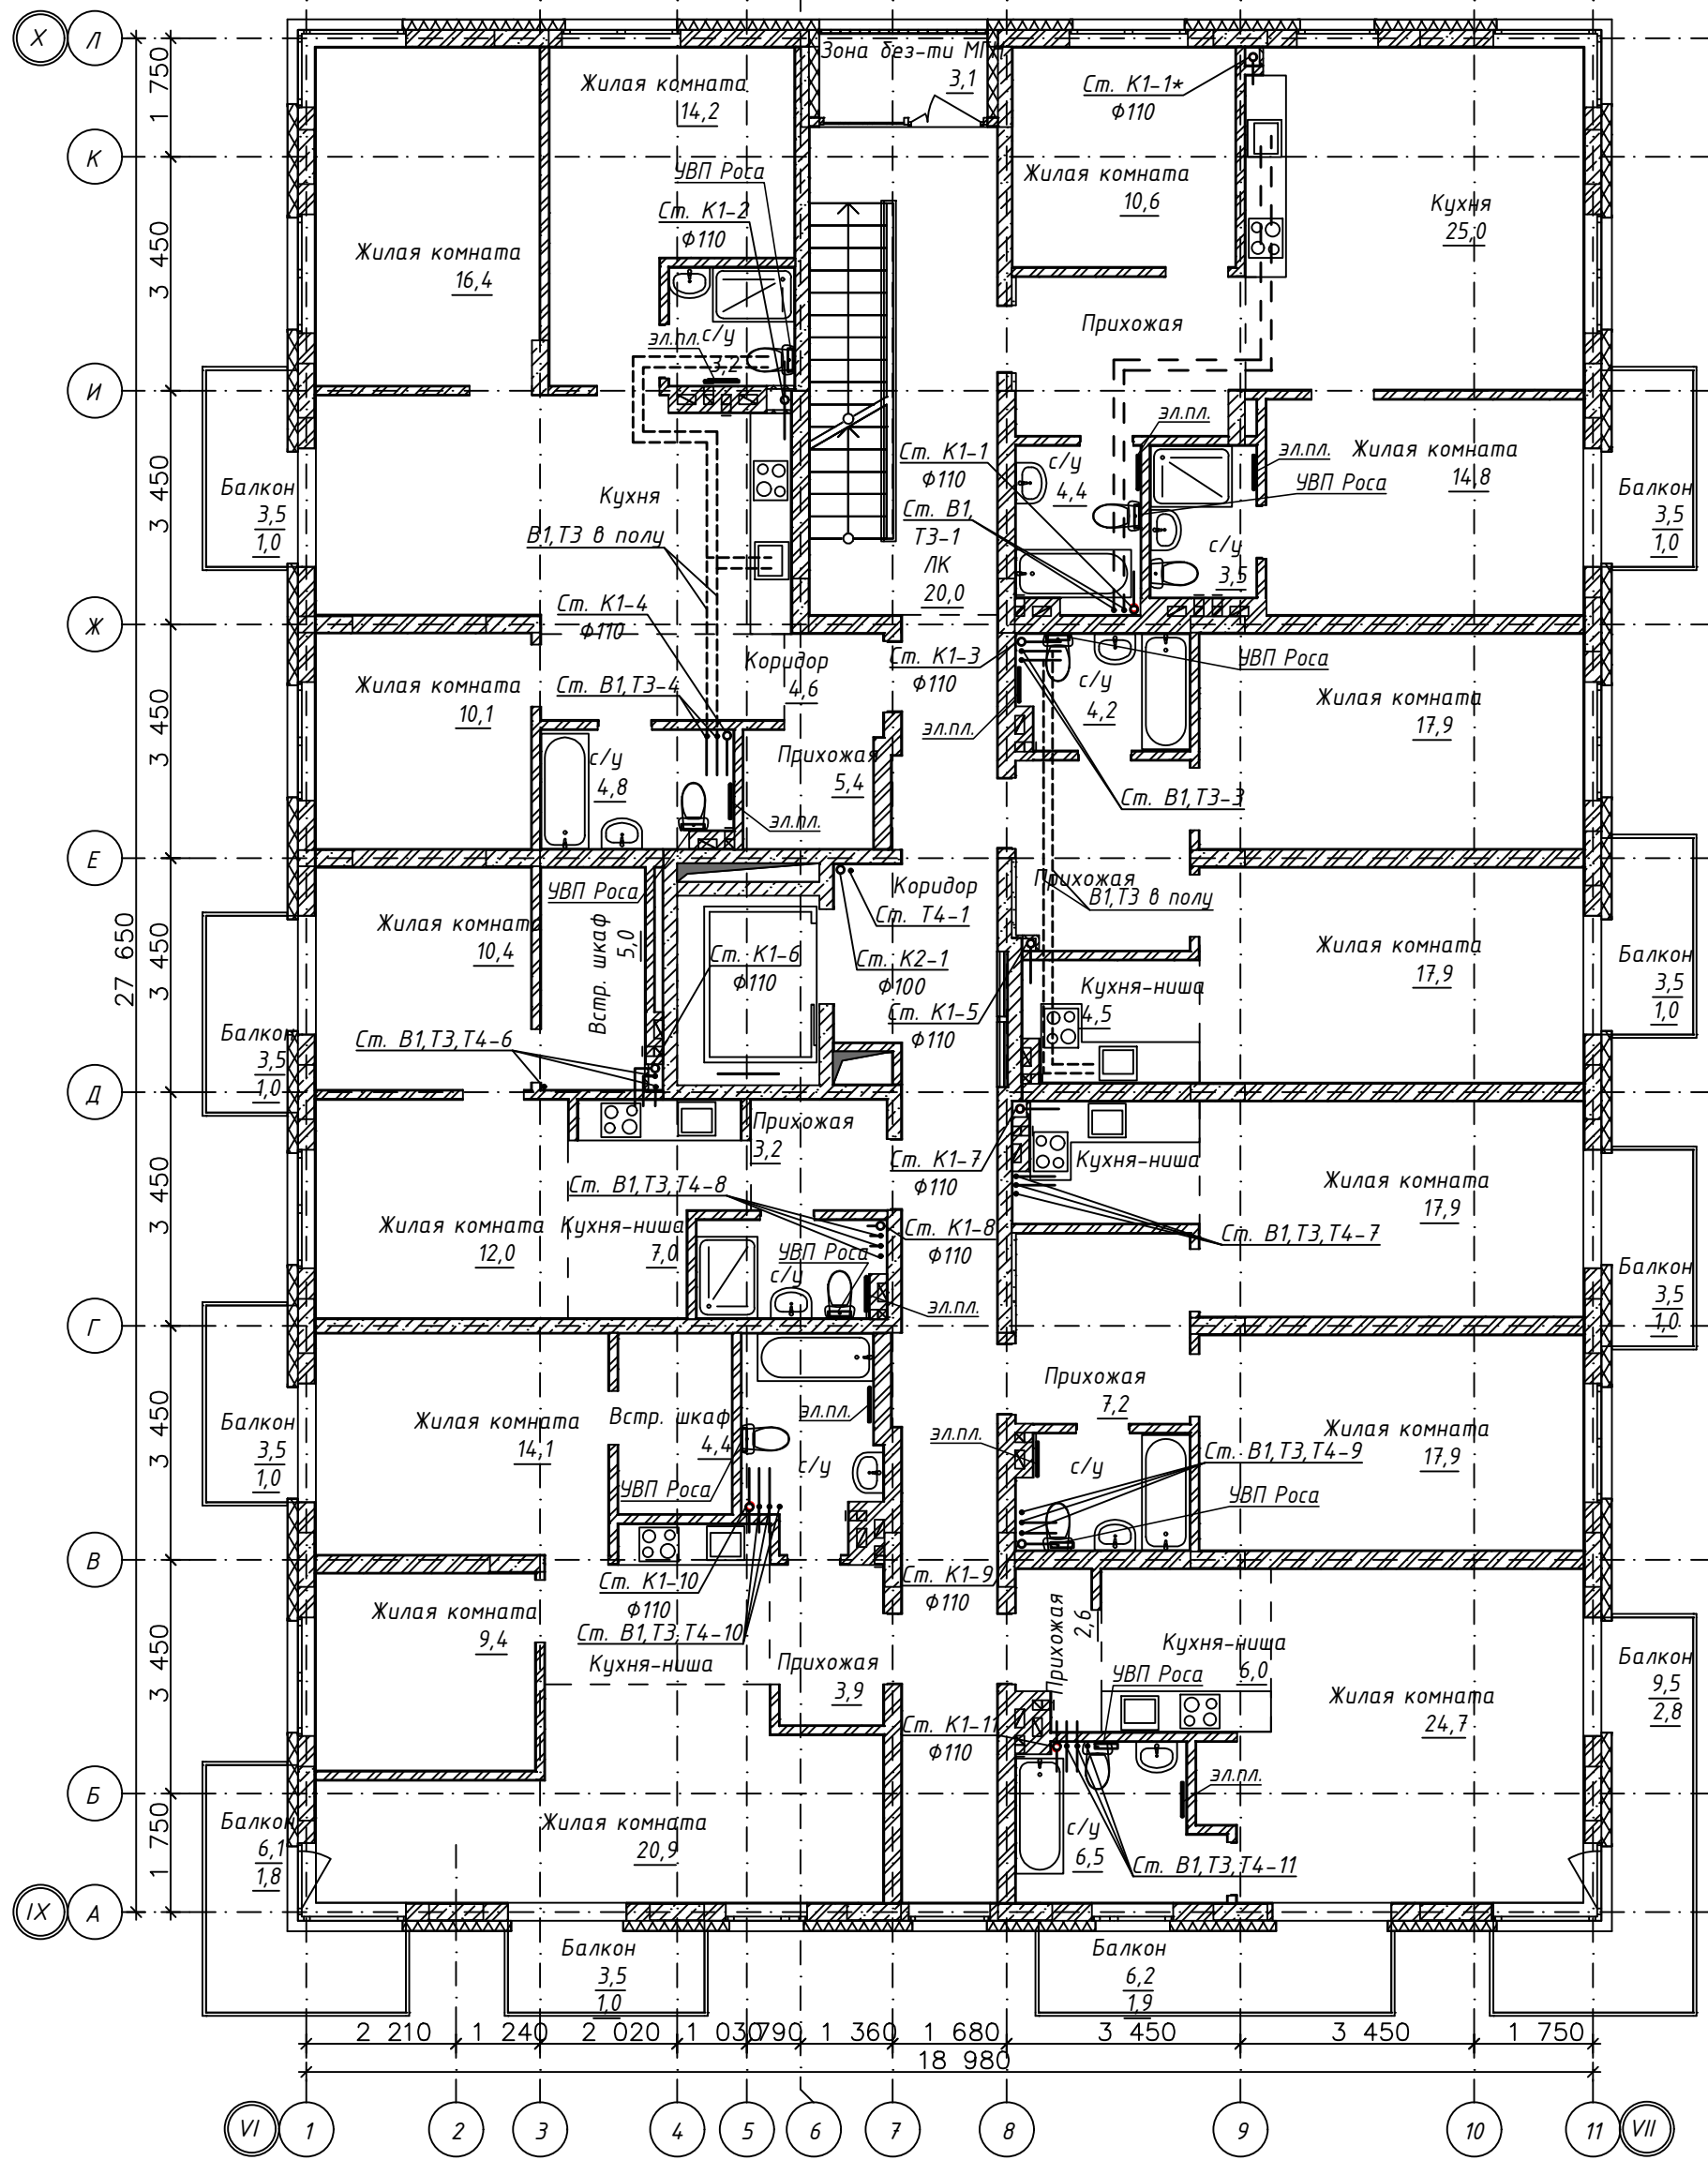 X
Л
К
И
Ж
Е
Д
Г
В
Б
IX
А
1 750
3 450
3 450
3 450
3 450
3 450
3 450
3 450
1 750
27 650
Зона без-ти МГН
3,1
Жилая комната
14,2
Ст. К1-1*
Ф110
УВП Роса
Ст. К1-2
Ф110
Жилая комната
10,6
Кухня
25,0
Жилая комната
16,4
Прихожая
эл.пл.
с/у
3,2
эл.пл.
Ст. К1-1
Ф110
с/у
4,4
эл.пл.
Жилая комната
14,8
УВП Роса
Балкон
3,5
1,0
Кухня
В1,Т3 в полу
Ст. В1,
Т3-1
ЛК
20,0
с/у
3,5
Балкон
3,5
1,0
Ст. К1-4
Ф110
Коридор
4,6
Ст. К1-3
Ф110
УВП Роса
Жилая комната
10,1
Ст. В1,Т3-4
с/у
4,2
Жилая комната
17,9
эл.пл.
с/у
4,8
Прихожая
5,4
Ст. В1,Т3-3
эл.пл.
УВП Роса
Коридор
Прихожая
В1,Т3 в полу
Ст. Т4-1
Жилая комната
10,4
Встр. шкаф
5,0
Ст. К1-6
Ф110
Ст. К2-1
Ф100
Жилая комната
17,9
Балкон
3,5
1,0
Кухня-ниша
4,5
Ст. К1-5
Ф110
Балкон
3,5
1,0
Ст. В1,Т3,Т4-6
Прихожая
3,2
Ст. К1-7
Ф110
Кухня-ниша
Жилая комната
17,9
Ст. В1,Т3,Т4-8
Жилая комната
12,0
Кухня-ниша
7,0
Ст. К1-8
Ф110
Ст. В1,Т3,Т4-7
УВП Роса
с/у
эл.пл.
Балкон
3,5
1,0
Прихожая
7,2
Балкон
3,5
1,0
Жилая комната
14,1
Встр. шкаф
4,4
эл.пл.
эл.пл.
Жилая комната
17,9
с/у
с/у
Ст. В1,Т3,Т4-9
УВП Роса
УВП Роса
Ст. К1-10
Ф110
Ст. К1-9
Ф110
Жилая комната
9,4
Ст. В1,Т3,Т4-10
Кухня-ниша
Прихожая
3,9
Прихожая
2,6
Кухня-ниша
6,0
УВП Роса
Балкон
9,5
2,8
Жилая комната
24,7
Ст. К1-11
Ф110
эл.пл.
Балкон
6,1
1,8
Жилая комната
20,9
с/у
6,5
Ст. В1,Т3,Т4-11
Балкон
3,5
1,0
Балкон
6,2
1,9
2 210
1 240
2 020
1 030
790
1 360
1 680
3 450
3 450
1 750
18 980
VI
1
2
3
4
5
6
7
8
9
10
11
VII